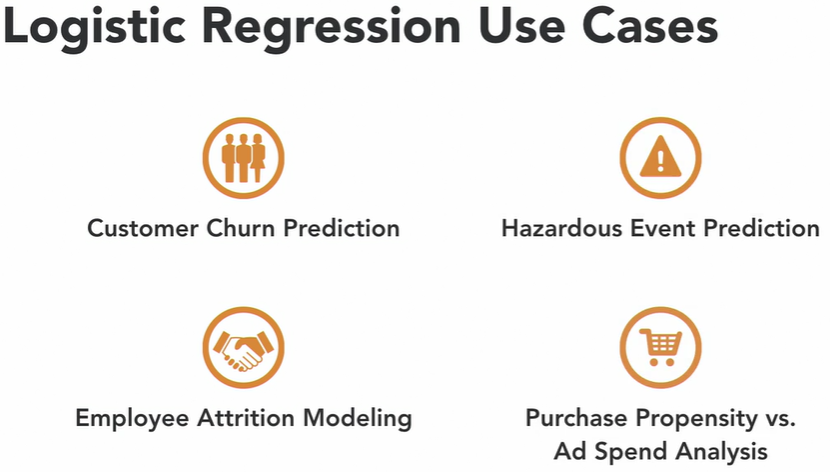 Logistic Regression Use Cases
Customer Churn Prediction
Hazardous Event Prediction
Employee Attrition Modeling
Purchase Propensity vs.
Ad Spend Analysis